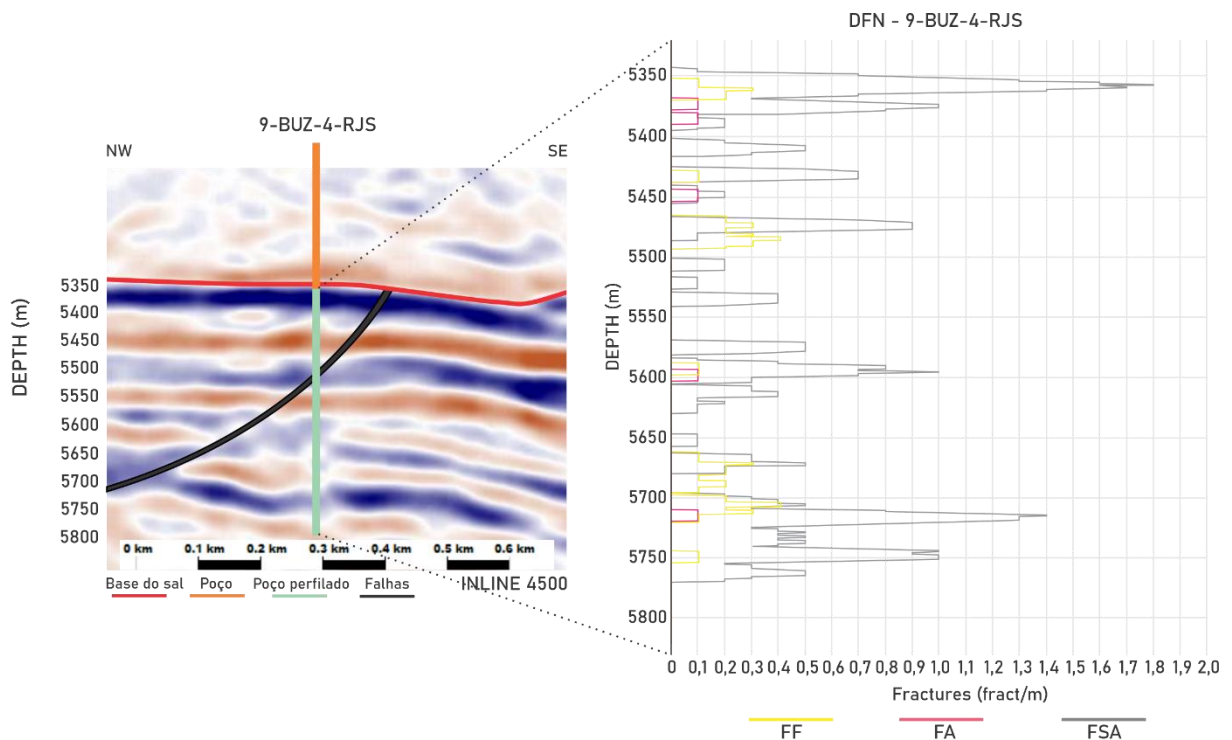 DFN - 9-BUZ-4-RJS
9-BUZ-4-RJS
NW
SE
DEPTH (m)
5350
5400
5450
5500
5550
5600
5650
5700
5750
5800
0 km
0.1 km
0.2 km
0.3 km
0.4 km
0.5 km
0.6 km
Base do sal
Poço
Poço perfilado
Falhas
INLINE 4500
DEPTH (m)
5350
5400
5450
5500
5550
5600
5650
5700
5750
5800
0 0,1 0,2 0,3 0,4 0,5 0,6 0,7 0,8 0,9 1,0 1,1 1,2 1,3 1,4 1,5 1,6 1,7 1,8 1,9 2,0
Fractures (fract/m)
FF
FA
FSA